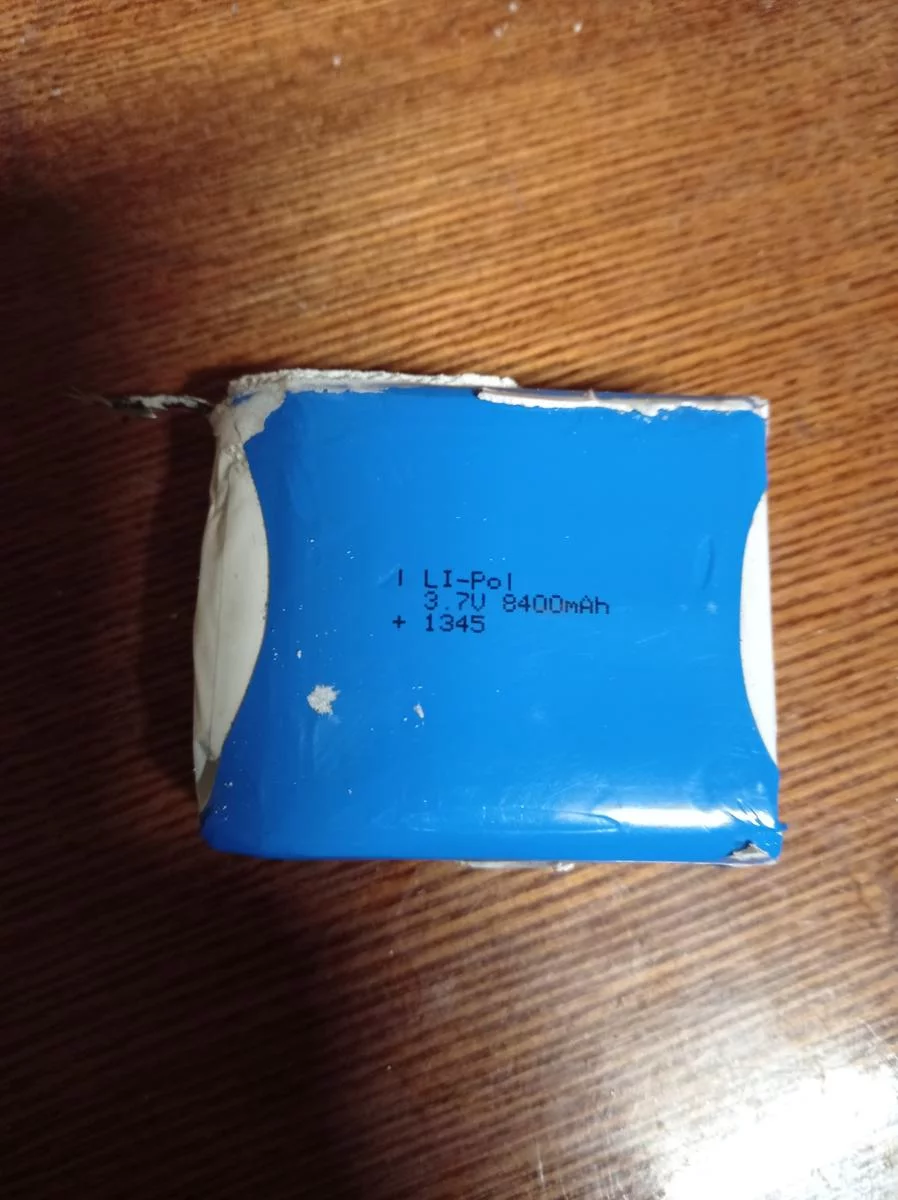 | LI-Pol
3.7V 8400mAh
+ 1345